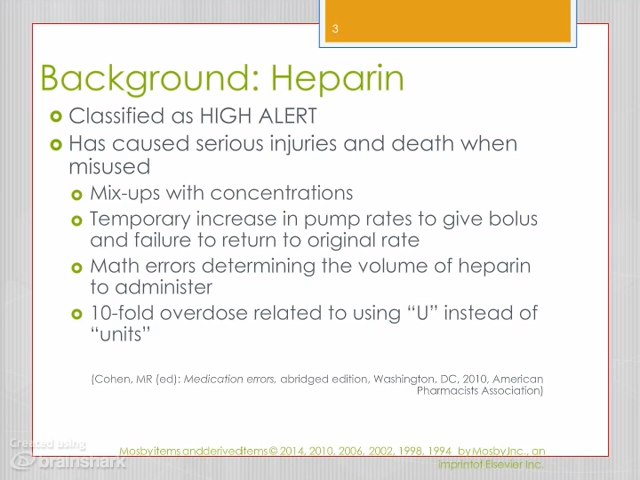 3
Background: Heparin
Classified as HIGH ALERT
Has caused serious injuries and death when
misused
Mix-ups with concentrations
Temporary increase in pump rates to give bolus
and failure to return to original rate
Math errors determining the volume of heparin
to administer
10-fold overdose related to using “U” instead of
“units”
(Cohen, MR (ed): Medication errors, abridged edition, Washington, DC, 2010, American
Pharmacists Association)
Created using
brainshark
Mosby items and derived items © 2014, 2010, 2006, 2002, 1998, 1994 by Mosby, Inc., an
imprint of Elsevier Inc.